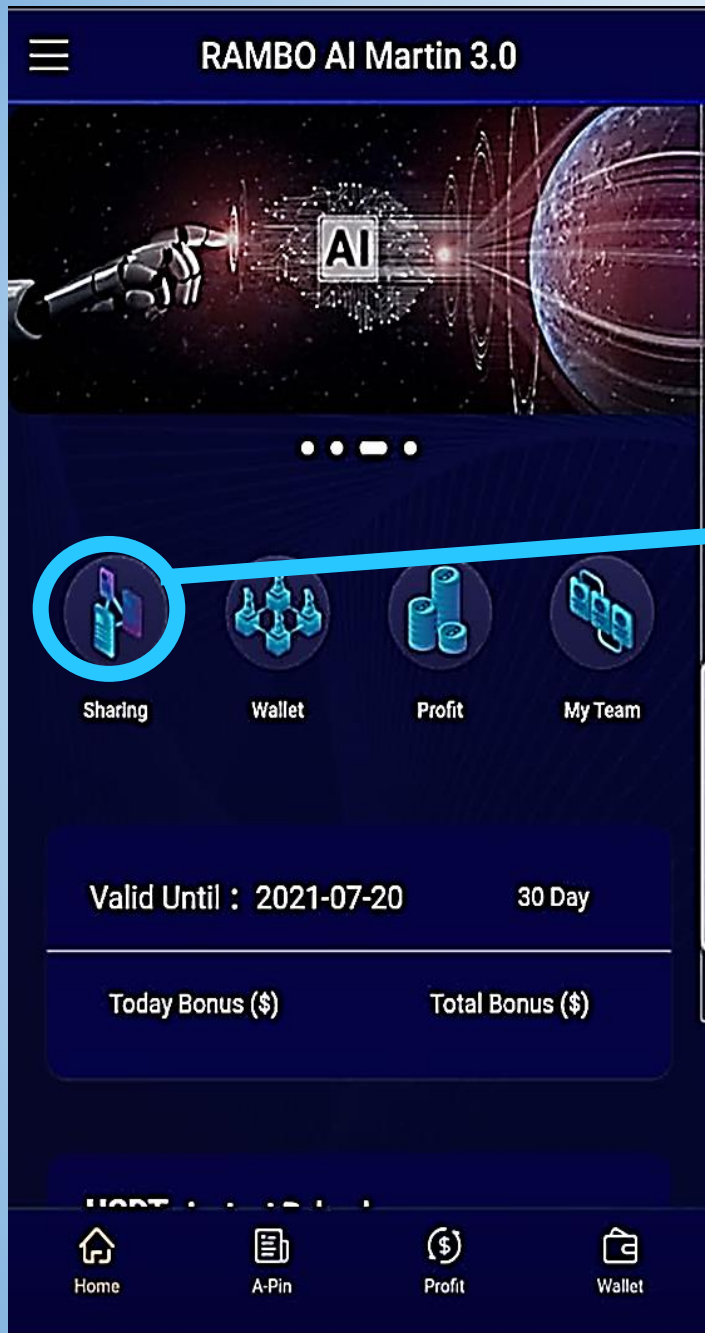 RAMBO AI Martin 3.0
AI
Sharing
Wallet
Profit
My Team
Valid Until : 2021-07-20 30 Day
Today Bonus ($) Total Bonus ($)
Home
A-Pin
Profit
Wallet